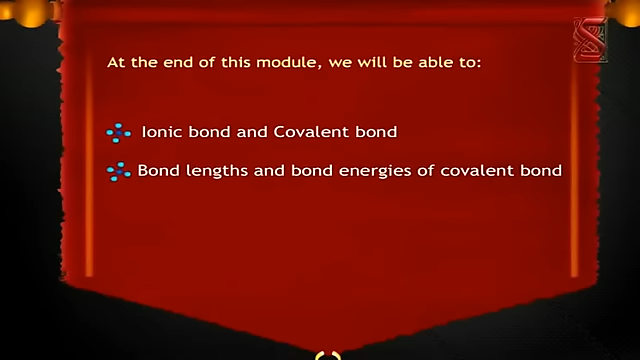 At the end of this module, we will be able to:
Ionic bond and Covalent bond
Bond lengths and bond energies of covalent bond